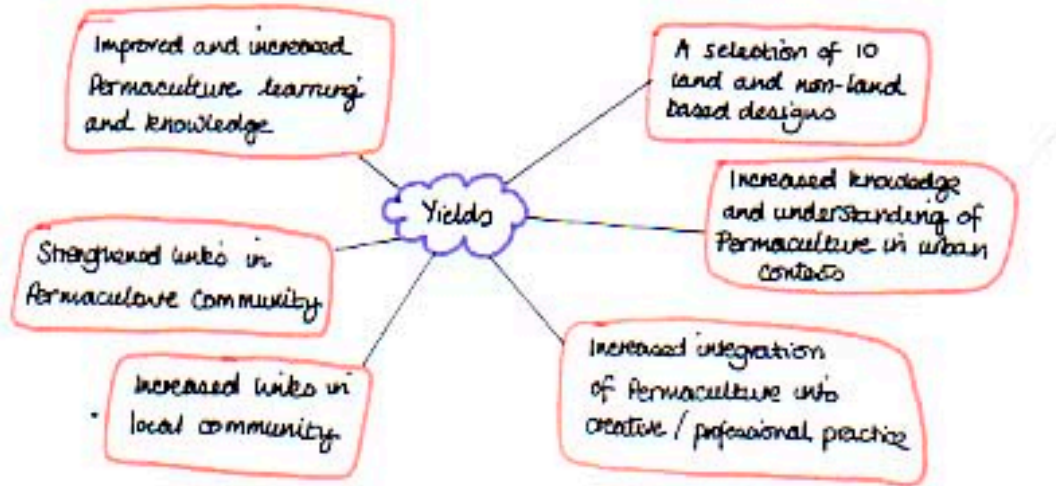 Improved and increased
Permaculture learning
and knowledge
A selection of 10
land and non-land
based designs
Yields
Increased knowledge
and understanding of
Permaculture in urban
contexts
Strengthened links in
Permaculture community
Increased links in
local community
Increased integration
of Permaculture into
creative / professional practice